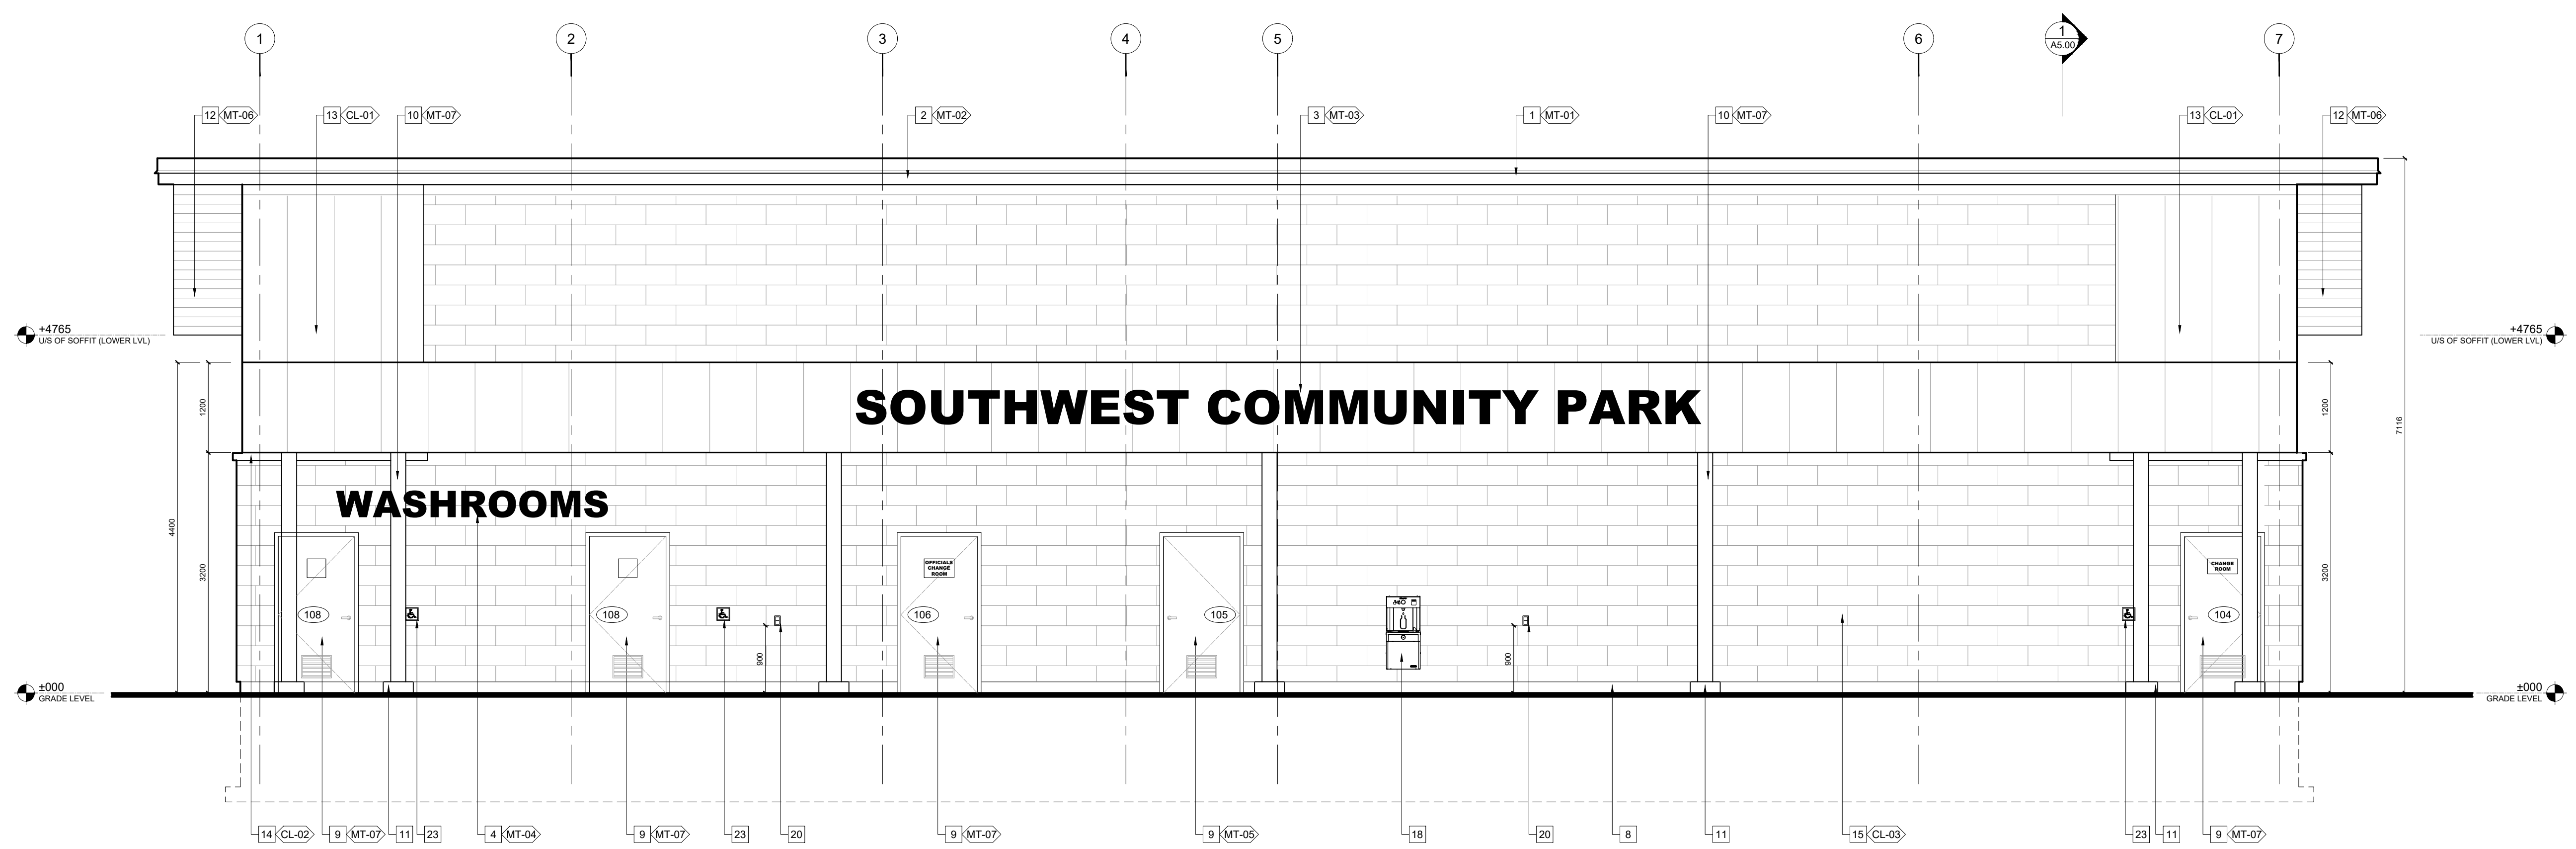 1 2 3 4 5 6 1 7
A5.00
12 MT-06 13 CL-01 10 MT-07 2 MT-02 3 MT-03 1 MT-01 10 MT-07 13 CL-01 12 MT-06
+4765 +4765
U/S OF SOFFIT (LOWER LVL) U/S OF SOFFIT (LOWER LVL)
1200 SOUTHWEST COMMUNITY PARK 1200
7116
WASHROOMS
4400
3200 3200
OFFICIALS
CHANGE
ROOM
CHANGE
ROOM
108 108 106 105 104
900 900
±000 ±000
GRADE LEVEL GRADE LEVEL
14 CL-02 9 MT-07 11 23 4 MT-04 9 MT-07 23 20 9 MT-07 9 MT-05 18 20 8 11 15 CL-03 23 11 9 MT-07